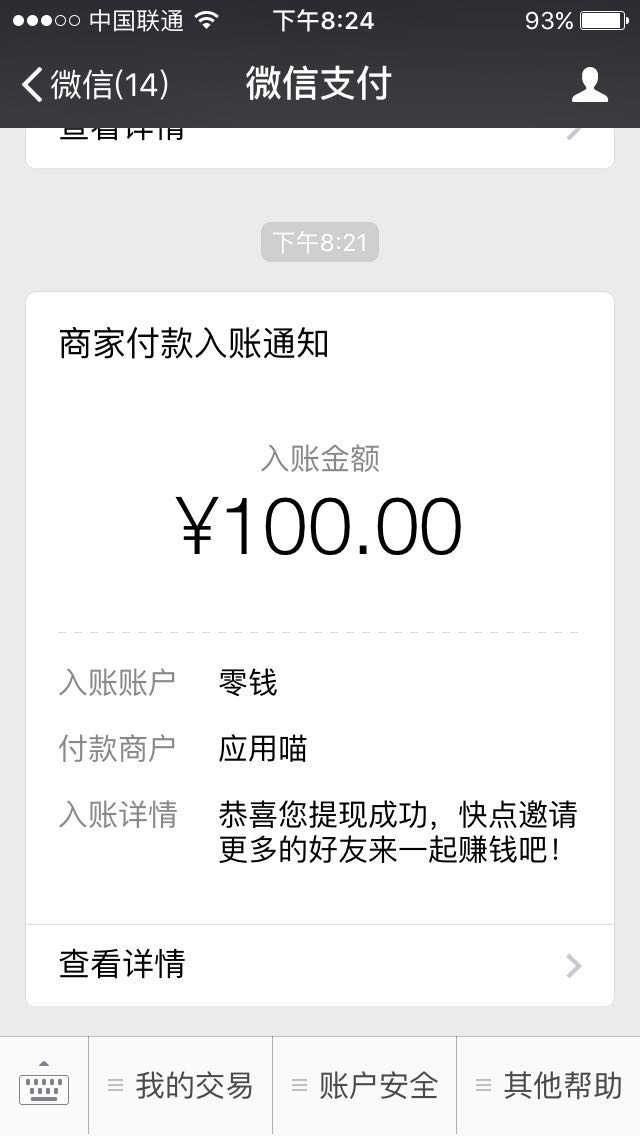 中国联通
下午8:24
93%
微信(14)
微信支付
查看详情
下午8:21
商家付款入账通知
入账金额
¥100.00
入账账户 零钱
付款商户 应用喵
入账详情 恭喜您提现成功，快点邀请
更多的好友来一起赚钱吧！
查看详情
我的交易
账户安全
其他帮助